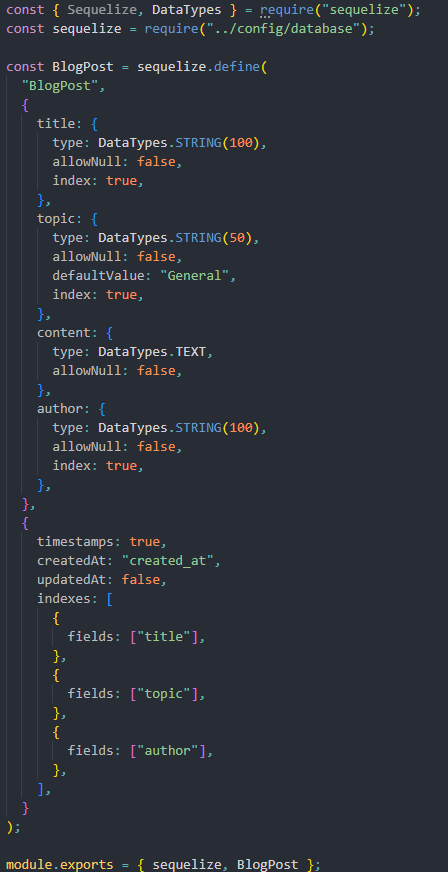 const { Sequelize, DataTypes } = require("sequelize");
const sequelize = require("../config/database");

const BlogPost = sequelize.define(
  "BlogPost",
  {
    title: {
      type: DataTypes.STRING(100),
      allowNull: false,
      index: true,
    },
    topic: {
      type: DataTypes.STRING(50),
      allowNull: false,
      defaultValue: "General",
      index: true,
    },
    content: {
      type: DataTypes.TEXT,
      allowNull: false,
    },
    author: {
      type: DataTypes.STRING(100),
      allowNull: false,
      index: true,
    },
  },
  {
    timestamps: true,
    createdAt: "created_at",
    updatedAt: false,
    indexes: [
      {
        fields: ["title"],
      },
      {
        fields: ["topic"],
      },
      {
        fields: ["author"],
      },
    ],
  }
);

module.exports = { sequelize, BlogPost };